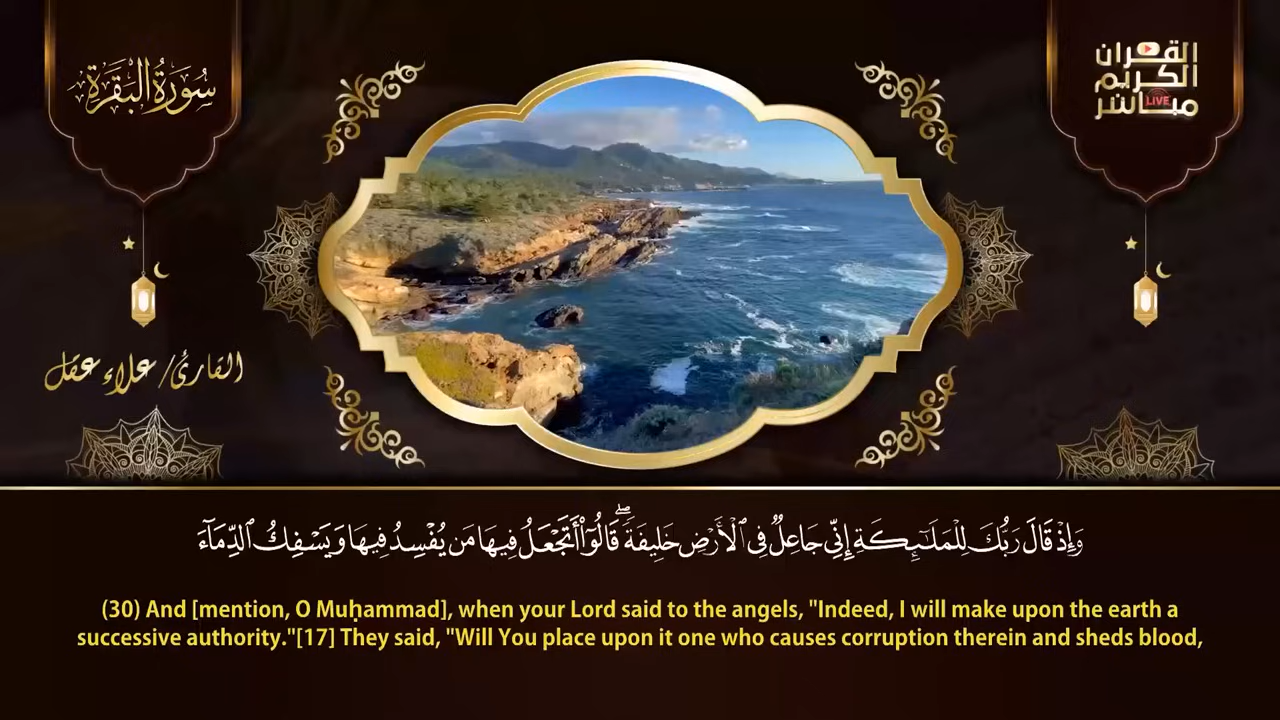 سُورَةُ الْبَقَرَةِ
القرآن
الكريم
مباشر
LIVE
القارئ/ علاء عقل
وَإِذْ قَالَ رَبُّكَ لِلْمَلَـٰٓئِكَةِ إِنِّى جَاعِلٌ فِى ٱلْأَرْضِ خَلِيفَةً ۖ قَالُوٓا۟ أَتَجْعَلُ فِيهَا مَن يُفْسِدُ فِيهَا وَيَسْفِكُ ٱلدِّمَآءَ
(30) And [mention, O Muḥammad], when your Lord said to the angels, "Indeed, I will make upon the earth a
successive authority."[17] They said, "Will You place upon it one who causes corruption therein and sheds blood,